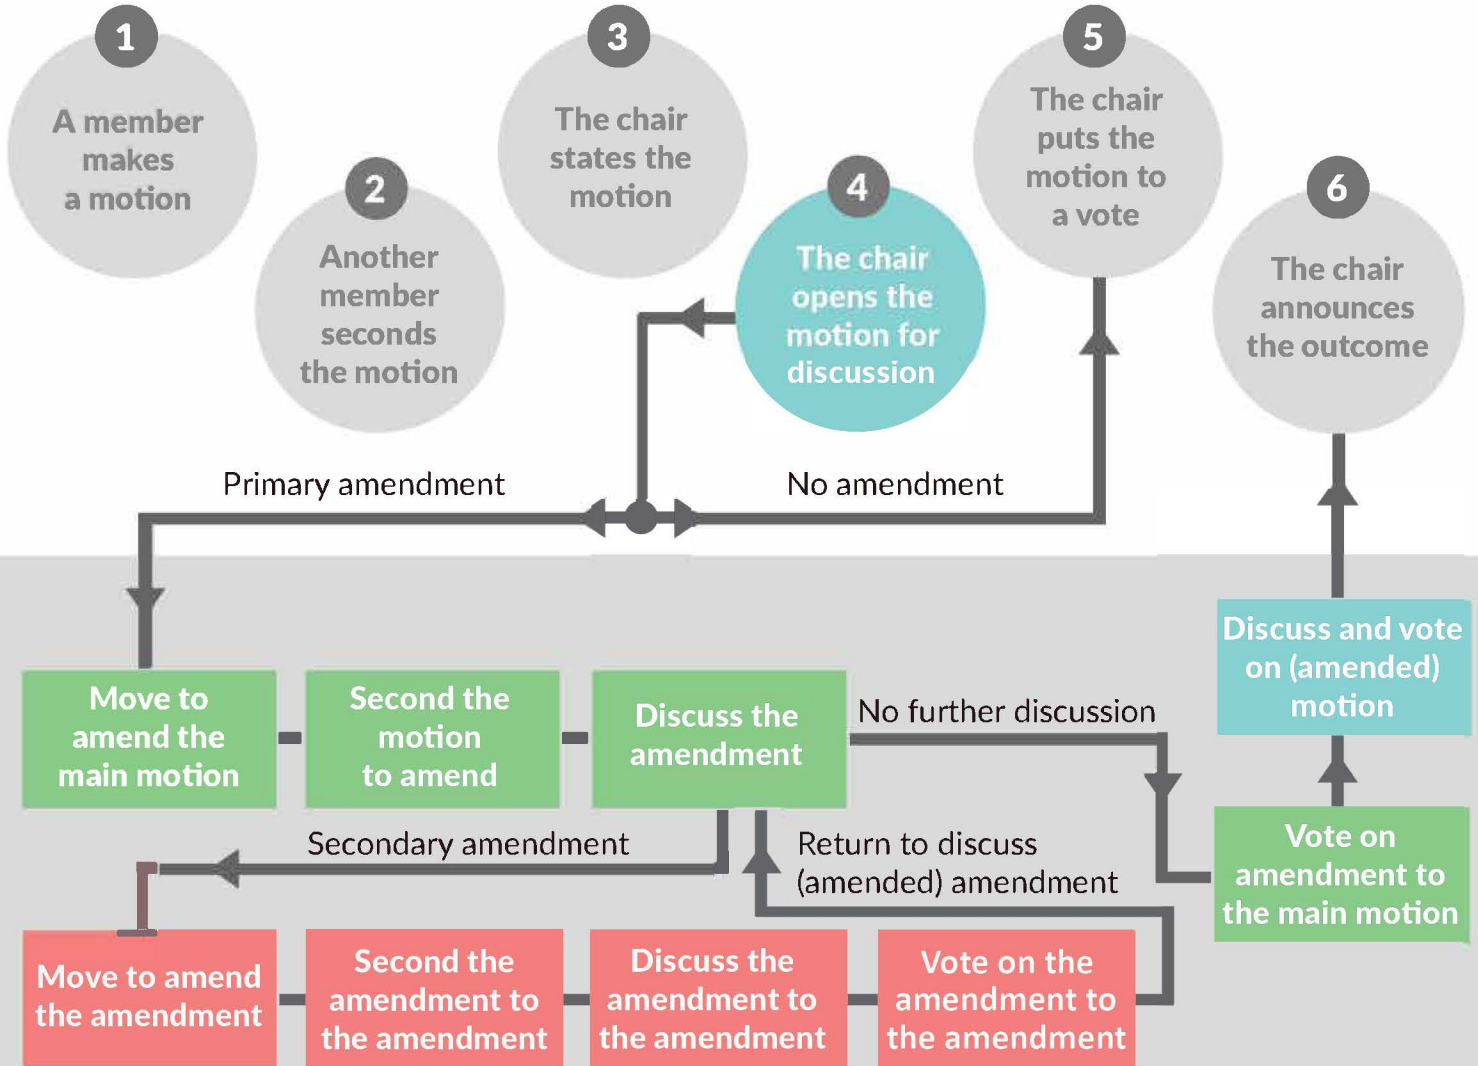 1
A member
makes
a motion
2
Another
member
seconds
the motion
3
The chair
states the
motion
4
The chair
opens the
motion for
discussion
5
The chair
puts the
motion to
a vote
6
The chair
announces
the outcome
Primary amendment
No amendment
Move to
amend the
main motion
Second the
motion
to amend
Discuss the
amendment
No further discussion
Discuss and vote
on (amended)
motion
Vote on
amendment to
the main motion
Secondary amendment
Return to discuss
(amended) amendment
Move to amend
the amendment
Second the
amendment to
the amendment
Discuss the
amendment to
the amendment
Vote on the
amendment to
the amendment